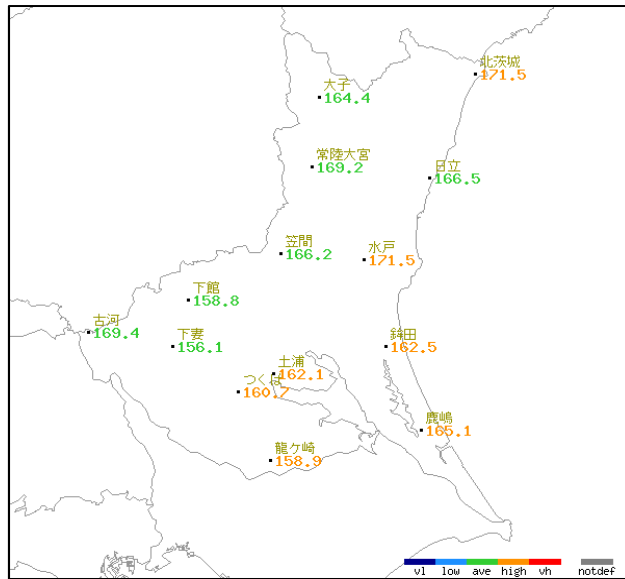 北茨城
171.5
大子
164.4
常陸大宮
169.2
日立
166.5
笠間
166.2
水戸
171.5
下館
158.8
古河
169.4
下妻
156.1
鉾田
162.5
土浦
162.1
つくば
160.7
鹿嶋
165.1
龍ケ崎
158.9
vl low ave high vh notdef